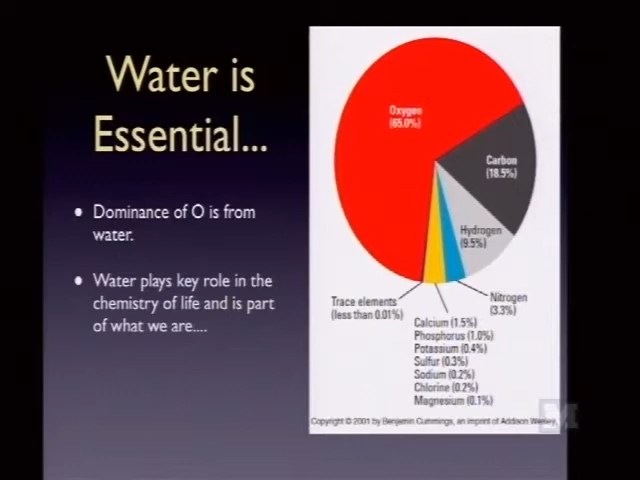 Water is
Essential...
• Dominance of O is from
water.
• Water plays key role in the
chemistry of life and is part
of what we are....
Oxygen
(65.0%)
Carbon
(18.5%)
Hydrogen
(9.5%)
Nitrogen
(3.3%)
Trace elements
(less than 0.01%)
Calcium (1.5%)
Phosphorus (1.0%)
Potassium (0.4%)
Sulfur (0.3%)
Sodium (0.2%)
Chlorine (0.2%)
Magnesium (0.1%)
Copyright © 2001 by Benjamin Cummings, an imprint of Addison Wesley.
M